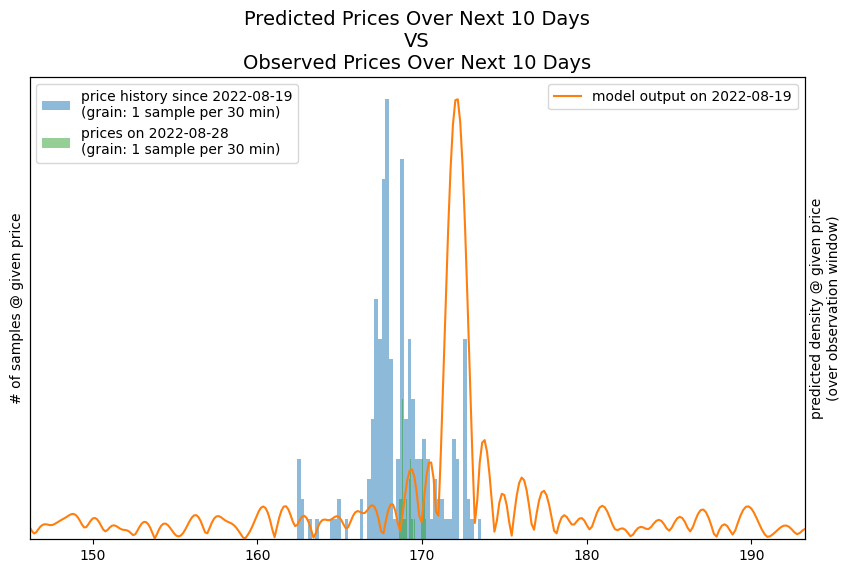 Predicted Prices Over Next 10 Days
VS
Observed Prices Over Next 10 Days
price history since 2022-08-19
(grain: 1 sample per 30 min)
prices on 2022-08-28
(grain: 1 sample per 30 min)
model output on 2022-08-19
# of samples @ given price
predicted density @ given price
(over observation window)
150 160 170 180 190